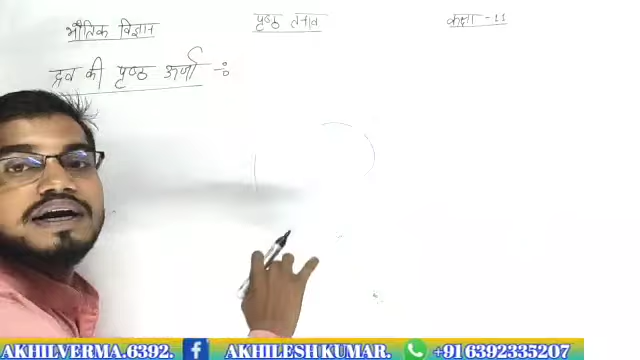 भौतिक विज्ञान पृष्ठ तनाव कक्षा -11
द्रव की पृष्ठ ऊर्जा ÷
AKHILVERMA.6392. AKHILESHKUMAR. +91 6392335207